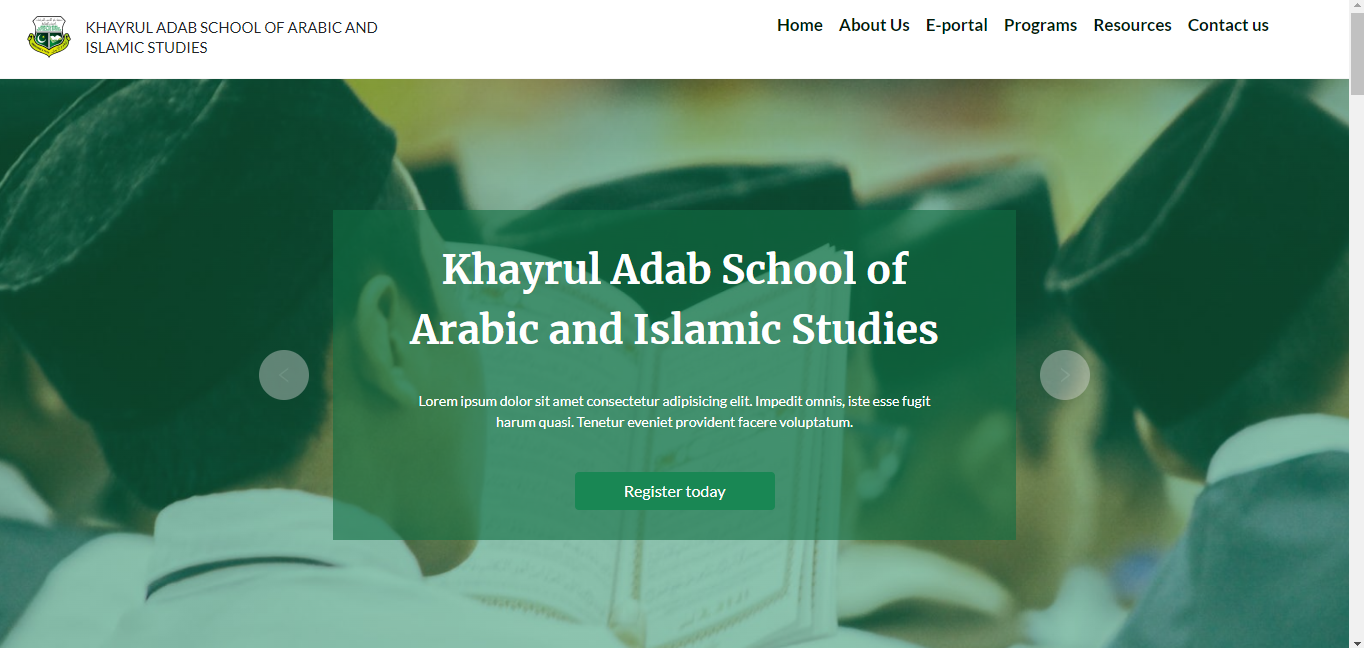 KHAYRUL ADAB SCHOOL OF ARABIC AND
ISLAMIC STUDIES
Home About Us E-portal Programs Resources Contact us
Khayrul Adab School of
Arabic and Islamic Studies
Lorem ipsum dolor sit amet consectetur adipisicing elit. Impedit omnis, iste esse fugit
harum quasi. Tenetur eveniet provident facere voluptatum.
Register today